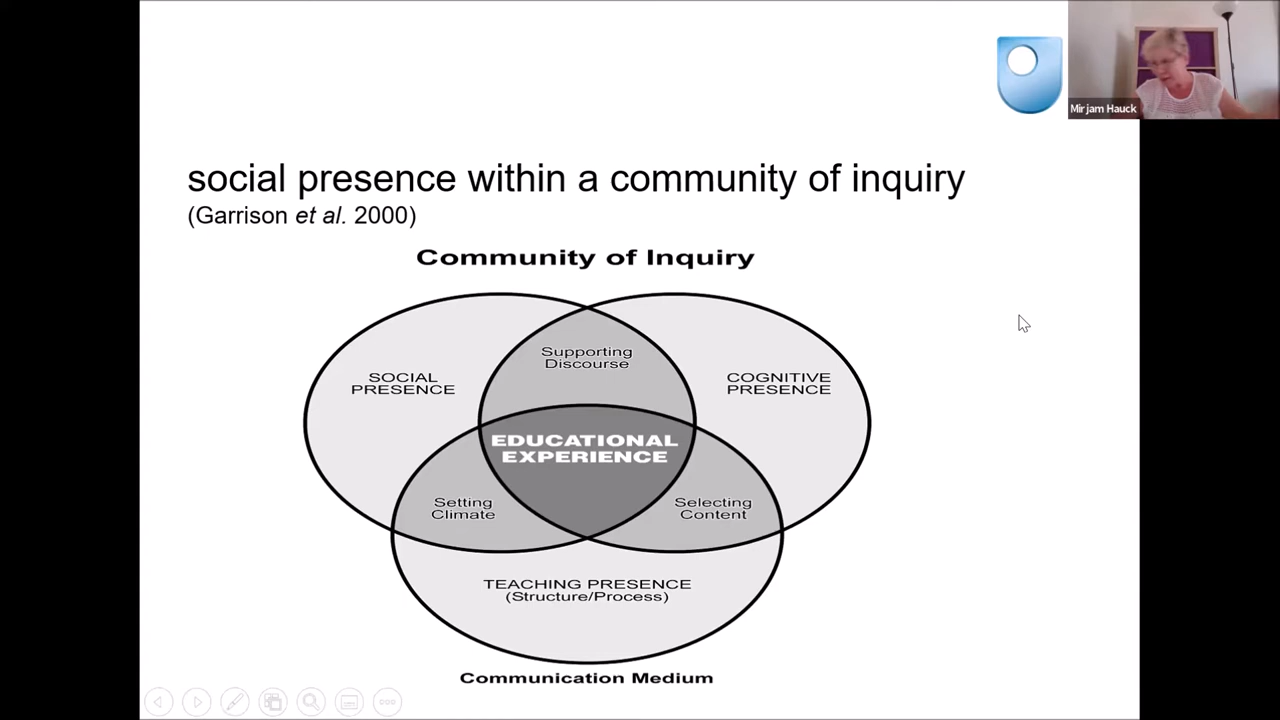 Mirjam Hauck
social presence within a community of inquiry
(Garrison et al. 2000)
Community of Inquiry
Supporting
Discourse
SOCIAL
PRESENCE
COGNITIVE
PRESENCE
EDUCATIONAL
EXPERIENCE
Setting
Climate
Selecting
Content
TEACHING PRESENCE
(Structure/Process)
Communication Medium